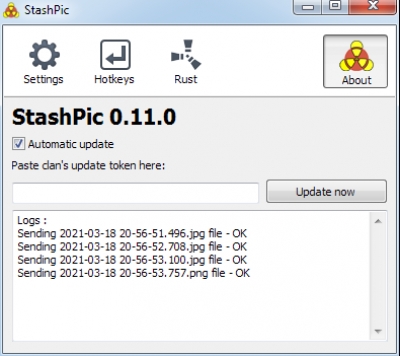 StashPic
Settings
Hotkeys
Rust
About
StashPic 0.11.0
Automatic update
Paste clan's update token here:
Update now
Logs :
Sending 2021-03-18 20-56-51.496.jpg file - OK
Sending 2021-03-18 20-56-52.708.jpg file - OK
Sending 2021-03-18 20-56-53.100.jpg file - OK
Sending 2021-03-18 20-56-53.757.png file - OK